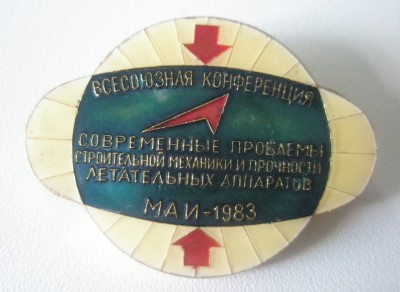 ВСЕСОЮЗНАЯ КОНФЕРЕНЦИЯ
СОВРЕМЕННЫЕ ПРОБЛЕМЫ
СТРОИТЕЛЬНОЙ МЕХАНИКИ И ПРОЧНОСТИ
ЛЕТАТЕЛЬНЫХ АППАРАТОВ
МАИ-1983